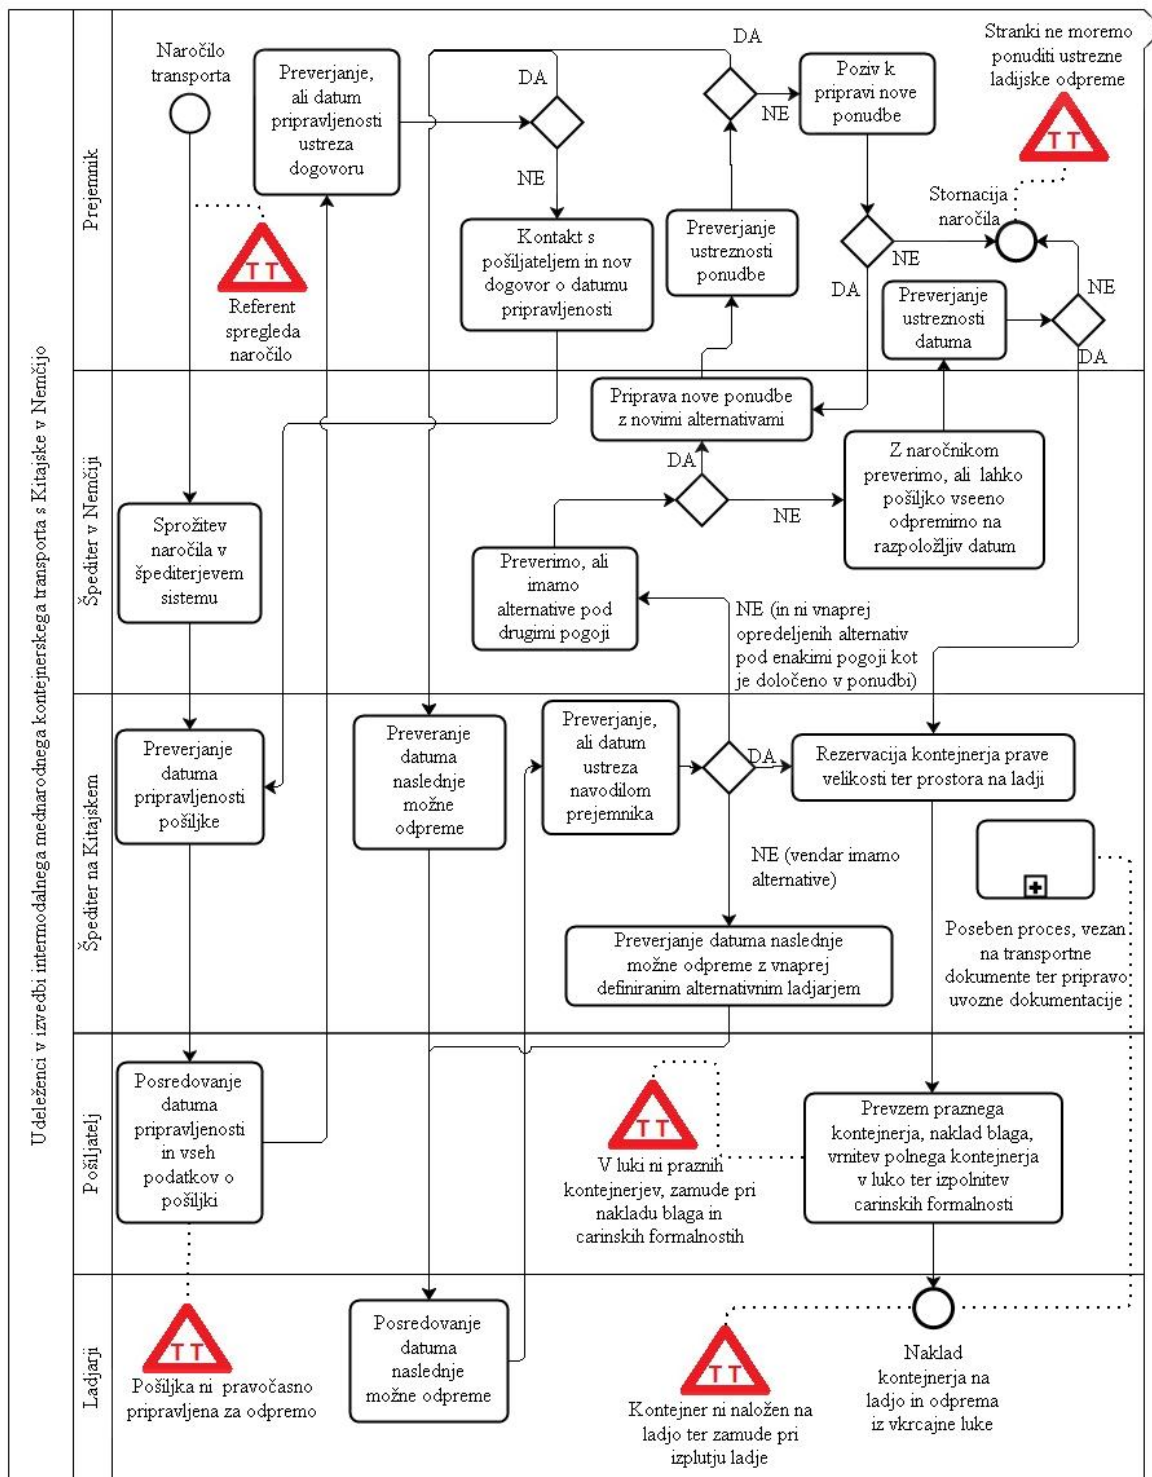 Udeleženci v izvedbi intermodalnega mednarodnega kontejnerskega transporta s Kitajske v Nemčijo
Prejemnik
Naročilo
transporta
Preverjanje,
ali datum
pripravljenosti
ustreza
dogovoru
DA
NE
Kontakt s
pošiljateljem in nov
dogovor o datumu
pripravljenosti
DA
NE
Preverjanje
ustreznosti
ponudbe
Poziv k
pripravi nove
ponudbe
NE
DA
Stranki ne moremo
ponuditi ustrezne
ladijske odpreme
TT
Stornacija
naročila
Preverjanje
ustreznosti
datuma
NE
DA
TT
Referent
spregleda
naročilo
Špediter v Nemčiji
Sprožitev
naročila v
špediterjevem
sistemu
Priprava nove ponudbe
z novimi alternativami
DA
NE
Z naročnikom
preverimo, ali lahko
pošiljko vseeno
odpremimo na
razpoložljiv datum
Preverimo, ali
imamo
alternative pod
drugimi pogoji
NE (in ni vnaprej
opredeljenih alternativ
pod enakimi pogoji kot
je določeno v ponudbi)
Špediter na Kitajskem
Preverjanje
datuma
pripravljenosti
pošiljke
Preveranje
datuma
naslednje
možne
odpreme
Preverjanje,
ali datum
ustreza
navodilom
prejemnika
DA
Rezervacija kontejnerja prave
velikosti ter prostora na ladji
NE (vendar imamo
alternative)
Preverjanje datuma naslednje
možne odpreme z vnaprej
definiranim alternativnim ladjarjem
Poseben proces, vezan
na transportne
dokumente ter pripravo
uvozne dokumentacije
Pošiljatelj
Posredovanje
datuma
pripravljenosti
in vseh
podatkov o
pošiljki
TT
V luki ni praznih
kontejnerjev, zamude pri
nakladu blaga in
carinskih formalnostih
Prevzem praznega
kontejnerja, naklad blaga,
vrnitev polnega kontejnerja
v luko ter izpolnitev
carinskih formalnosti
Ladjarji
TT
Pošiljka ni pravočasno
pripravljena za odpremo
Posredovanje
datuma
naslednje
možne odpreme
TT
Kontejner ni naložen na
ladjo ter zamude pri
izplutju ladje
Naklad
kontejnerja na
ladjo in odprema
iz vkrcajne luke